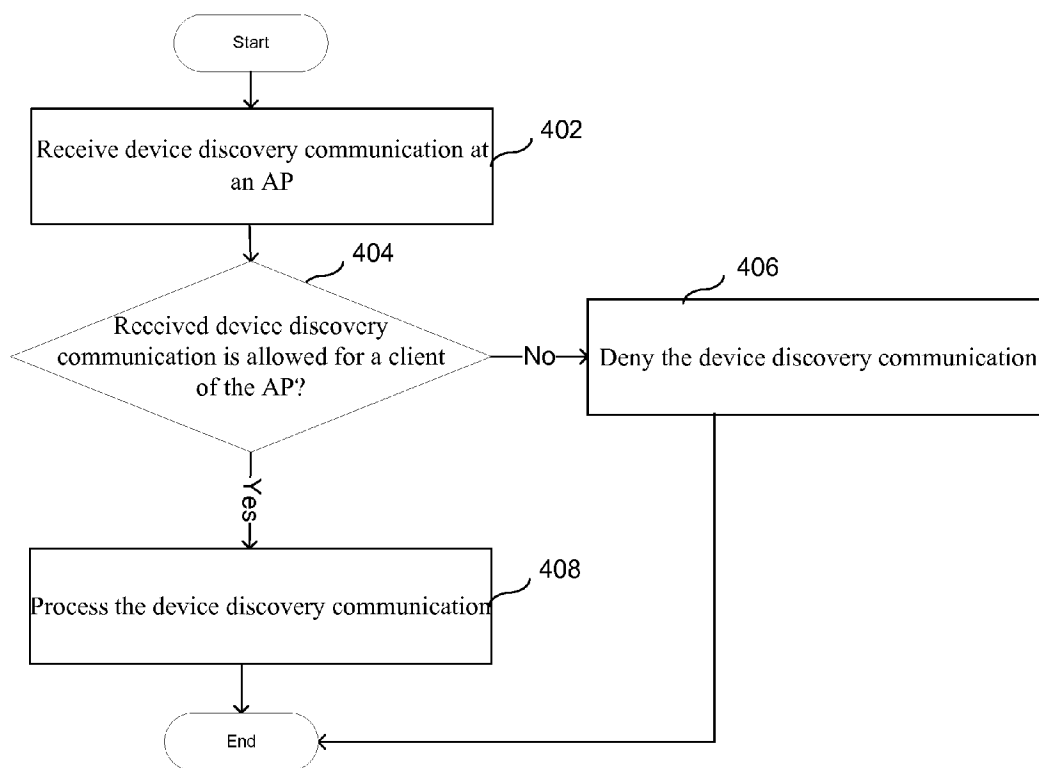 Start
Receive device discovery communication at
an AP
402
404
Received device discovery
communication is allowed for a client
of the AP?
No
406
Deny the device discovery communication
Yes
Process the device discovery communication
408
End